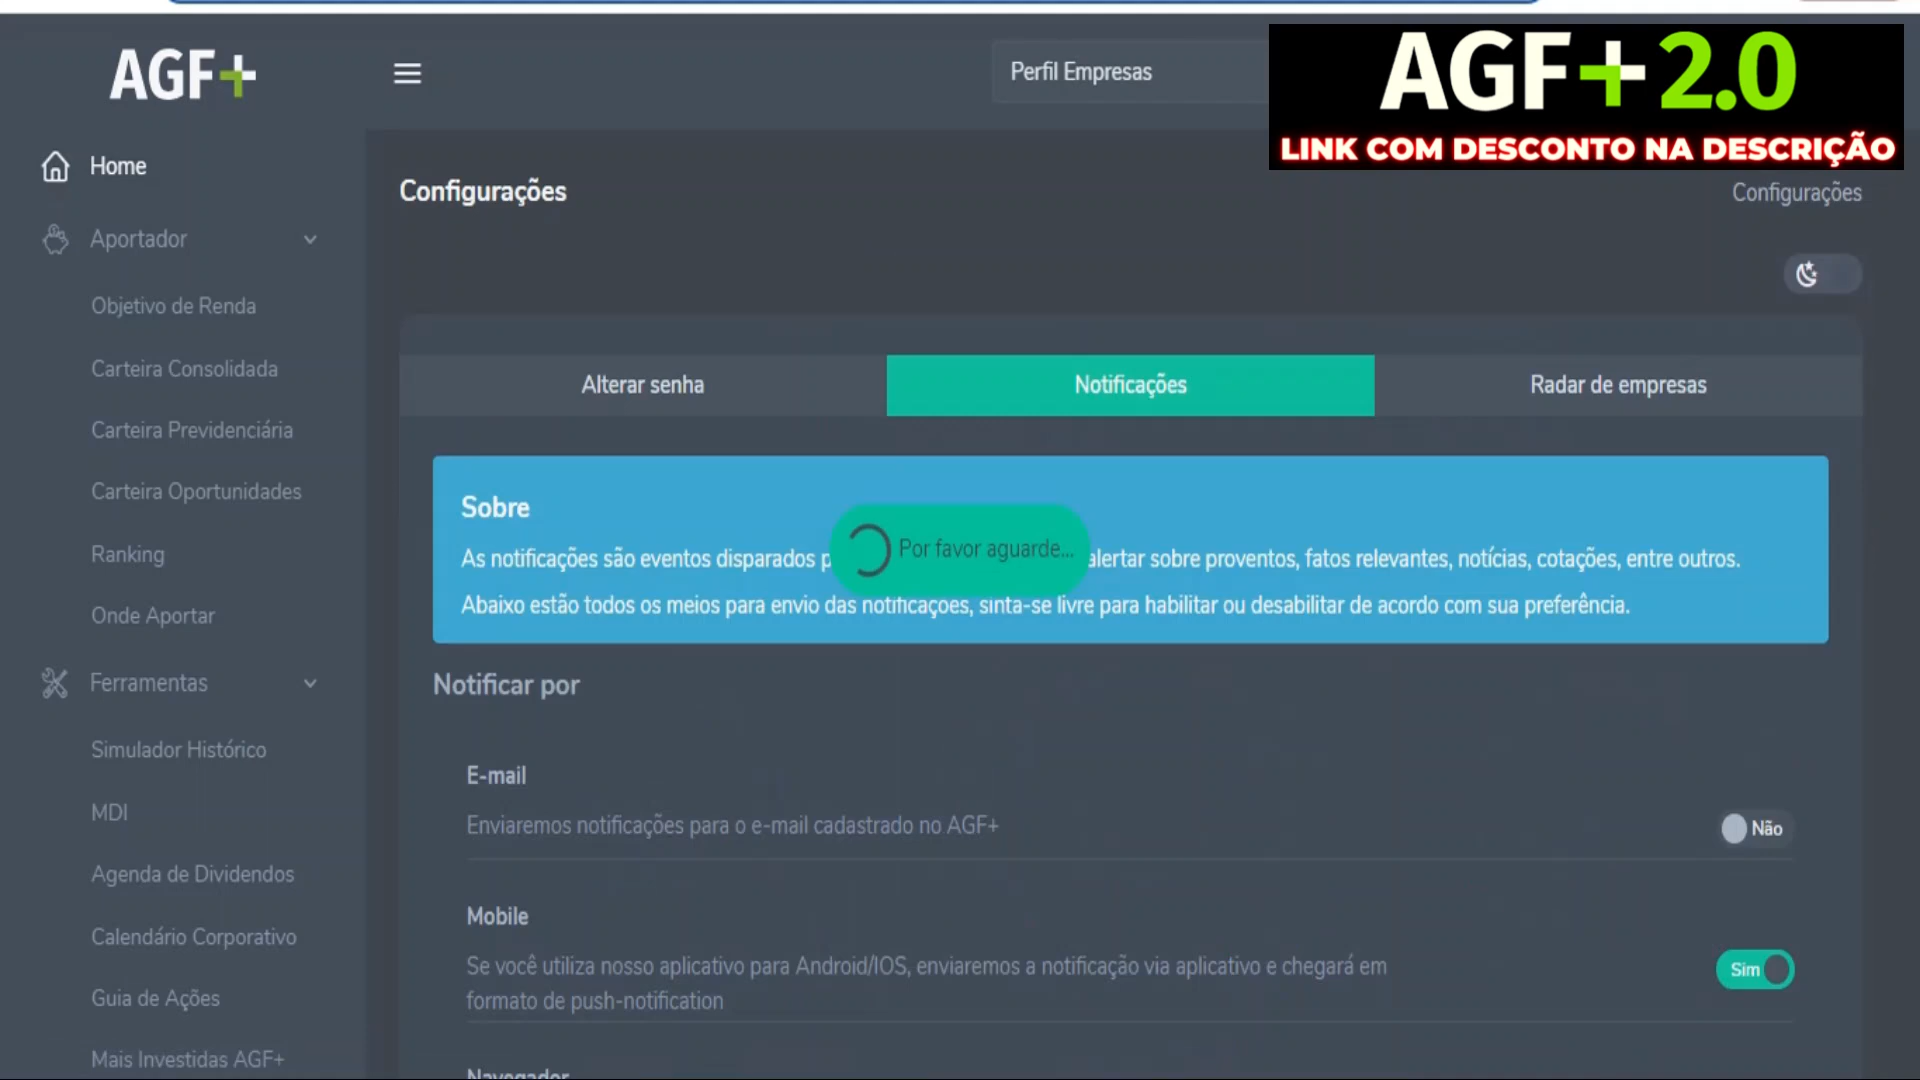 AGF+
Perfil Empresas
AGF+2.0
LINK COM DESCONTO NA DESCRIÇÃO
Home
Configurações
Configurações
Aportador
Objetivo de Renda
Carteira Consolidada
Carteira Previdenciária
Carteira Oportunidades
Ranking
Onde Aportar
Ferramentas
Simulador Histórico
MDI
Agenda de Dividendos
Calendário Corporativo
Guia de Ações
Mais Investidas AGF+
Alterar senha
Notificações
Radar de empresas
Sobre
As notificações são eventos disparados
Por favor aguarde...
alertar sobre proventos, fatos relevantes, notícias, cotações, entre outros.
Abaixo estão todos os meios para envio das notificações, sinta-se livre para habilitar ou desabilitar de acordo com sua preferência.
Notificar por
E-mail
Enviaremos notificações para o e-mail cadastrado no AGF+
Não
Mobile
Se você utiliza nosso aplicativo para Android/IOS, enviaremos a notificação via aplicativo e chegará em
formato de push-notification
Sim
Navegador